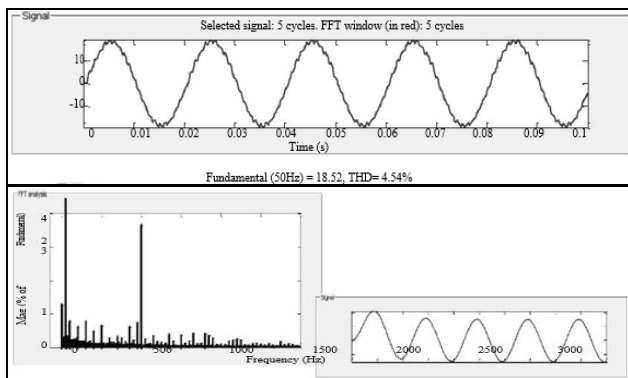 Signal
Selected signal: 5 cycles. FFT window (in red): 5 cycles
10
0
-10
0 0.01 0.02 0.03 0.04 0.05 0.06 0.07 0.08 0.09 0.1
Time (s)
Fundamental (50Hz) = 18.52, THD= 4.54%
FFT analysis
Mag (% of
4
3
2
1
0
0 500 1000 1500 2000 2500 3000
Frequency (Hz)
Signal